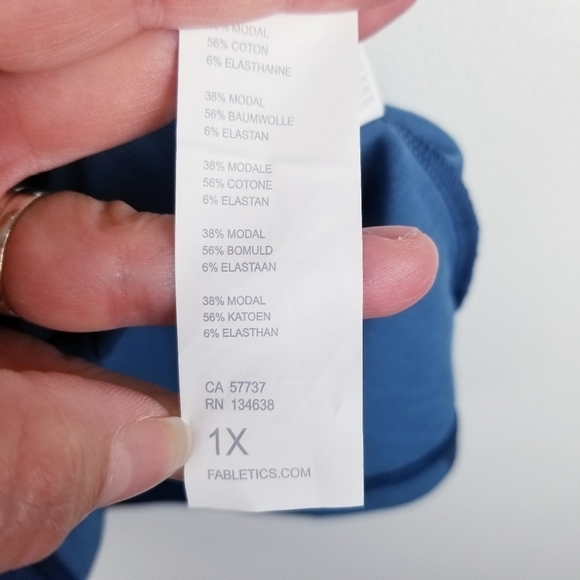 MODAL
56% COTON
6% ELASTHANNE
38% MODAL
56% BAUMWOLLE
6% ELASTAN
38% MODALE
56% COTONE
6% ELASTAN
38% MODAL
56% BOMULD
6% ELASTAAN
38% MODAL
56% KATOEN
6% ELASTHAN
CA 57737
RN 134638
1X
FABLETICS.COM